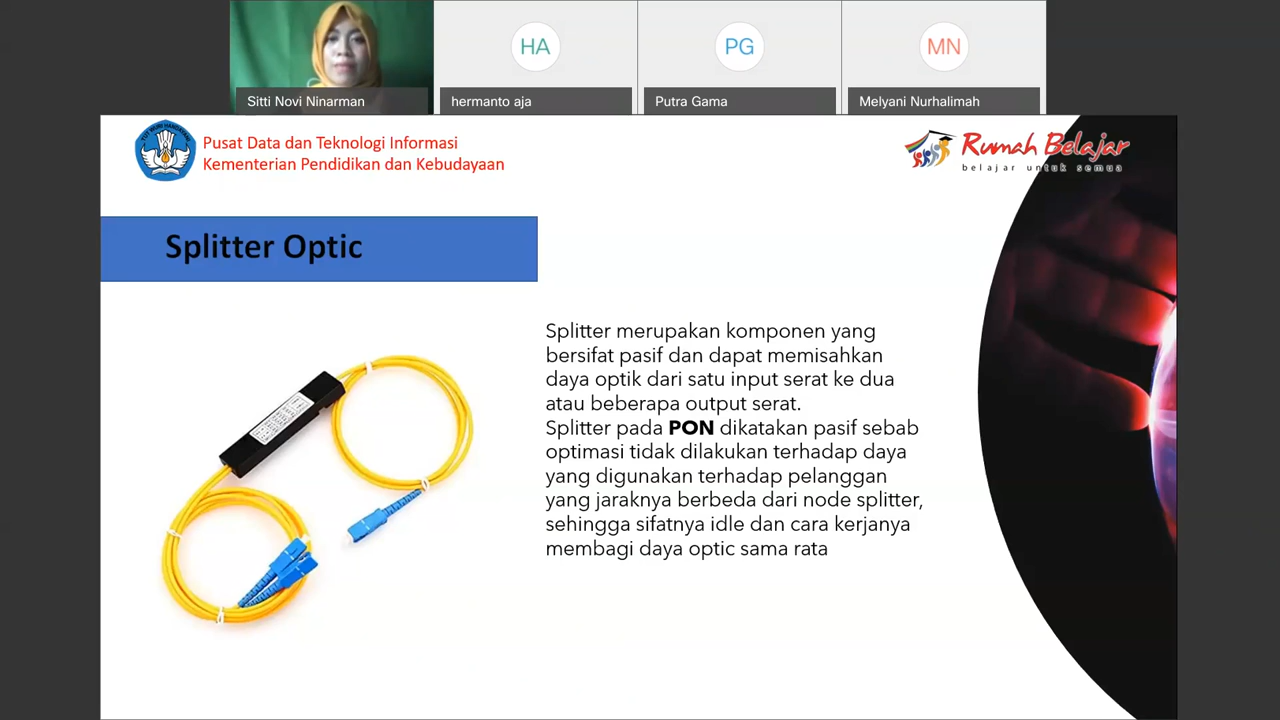 HA
PG
MN
Sitti Novi Ninarman
hermanto aja
Putra Gama
Melyani Nurhalimah
Pusat Data dan Teknologi Informasi
Kementerian Pendidikan dan Kebudayaan
Rumah Belajar
belajar untuk semua
Splitter Optic
Splitter merupakan komponen yang
bersifat pasif dan dapat memisahkan
daya optik dari satu input serat ke dua
atau beberapa output serat.
Splitter pada PON dikatakan pasif sebab
optimasi tidak dilakukan terhadap daya
yang digunakan terhadap pelanggan
yang jaraknya berbeda dari node splitter,
sehingga sifatnya idle dan cara kerjanya
membagi daya optic sama rata